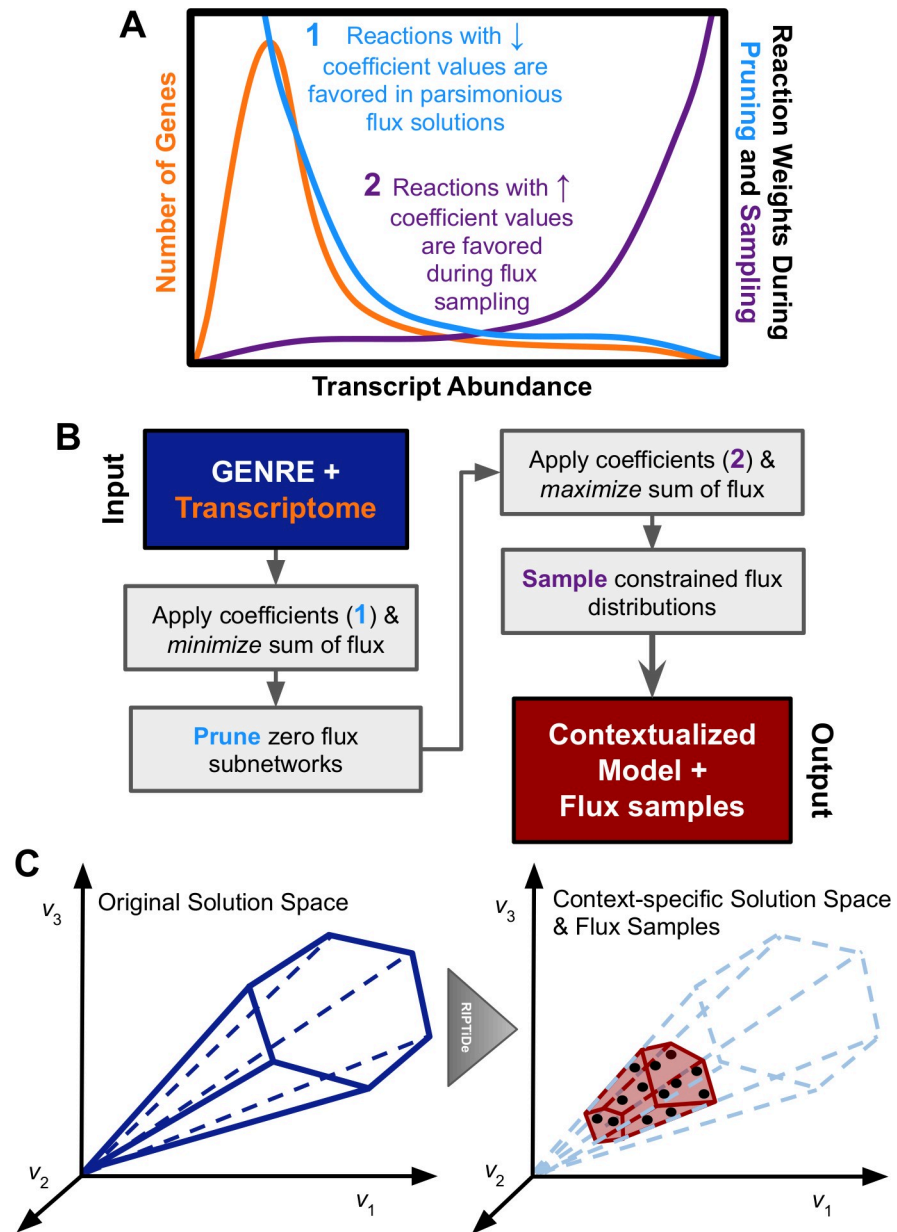 A
Number of Genes
1 Reactions with ↓
coefficient values are
favored in parsimonious
flux solutions
2 Reactions with ↑
coefficient values
are favored
during flux
sampling
Reaction Weights During
Pruning and Sampling
Transcript Abundance
B
Input
GENRE +
Transcriptome
Apply coefficients (1) &
minimize sum of flux
Prune zero flux
subnetworks
Apply coefficients (2) &
maximize sum of flux
Sample constrained flux
distributions
Contextualized
Model +
Flux samples
Output
C
Original Solution Space
v3
v2
v1
RIPTiDe
Context-specific Solution Space
& Flux Samples
v3
v2
v1